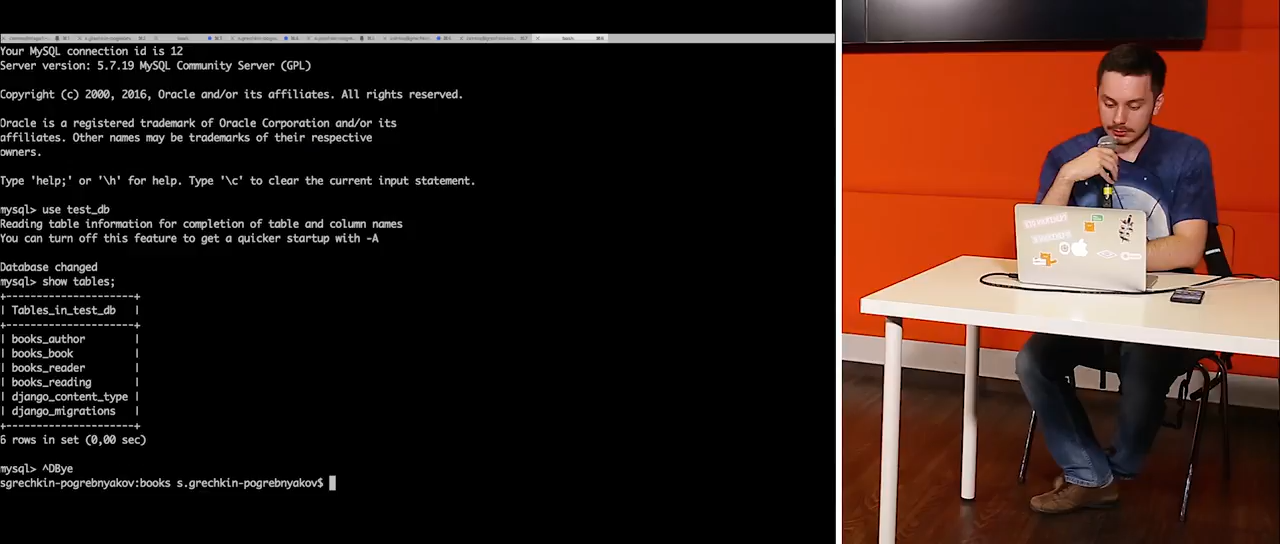 Your MySQL connection id is 12
Server version: 5.7.19 MySQL Community Server (GPL)
Copyright (c) 2000, 2016, Oracle and/or its affiliates. All rights reserved.
Oracle is a registered trademark of Oracle Corporation and/or its
affiliates. Other names may be trademarks of their respective
owners.
Type 'help;' or '\h' for help. Type '\c' to clear the current input statement.
mysql> use test_db
Reading table information for completion of table and column names
You can turn off this feature to get a quicker startup with -A
Database changed
mysql> show tables;
+---------------------+
| Tables_in_test_db   |
+---------------------+
| books_author        |
| books_book          |
| books_reader        |
| books_reading       |
| django_content_type |
| django_migrations   |
+---------------------+
6 rows in set (0,00 sec)
mysql> ^DBye
sgrechkin-pogrebnyakov:books s.grechkin-pogrebnyakov$